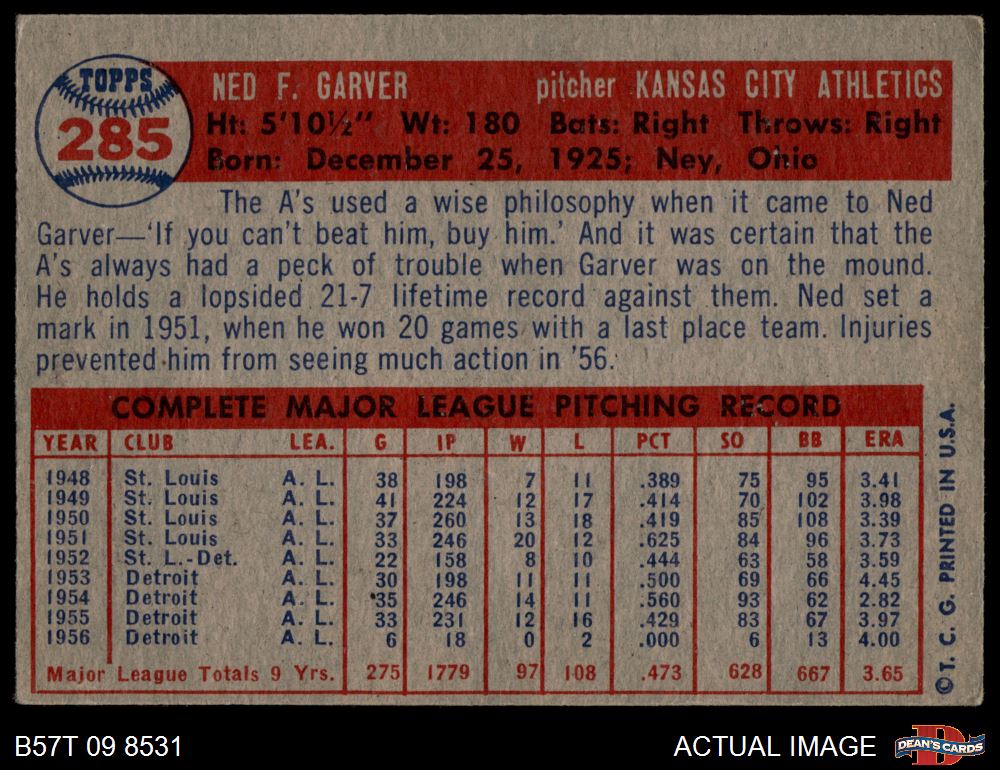 TOPPS
285
NED F. GARVER pitcher KANSAS CITY ATHLETICS
Ht: 5'10½" Wt: 180 Bats: Right Throws: Right
Born: December 25, 1925; Ney, Ohio
The A's used a wise philosophy when it came to Ned
Garver—'If you can't beat him, buy him.' And it was certain that the
A's always had a peck of trouble when Garver was on the mound.
He holds a lopsided 21-7 lifetime record against them. Ned set a
mark in 1951, when he won 20 games with a last place team. Injuries
prevented him from seeing much action in '56.
COMPLETE MAJOR LEAGUE PITCHING RECORD
YEAR CLUB LEA. G IP W L PCT SO BB ERA
1948 St. Louis A. L. 38 198 7 11 .389 75 95 3.41
1949 St. Louis A. L. 41 224 12 17 .414 70 102 3.98
1950 St. Louis A. L. 37 260 13 18 .419 85 108 3.39
1951 St. Louis A. L. 33 246 20 12 .625 84 96 3.73
1952 St. L.-Det. A. L. 22 158 8 10 .444 63 58 3.59
1953 Detroit A. L. 30 198 11 11 .500 69 66 4.45
1954 Detroit A. L. 35 246 14 11 .560 93 62 2.82
1955 Detroit A. L. 33 231 12 16 .429 83 67 3.97
1956 Detroit A. L. 6 18 0 2 .000 6 13 4.00
Major League Totals 9 Yrs. 275 1779 97 108 .473 628 667 3.65
©T. C. G. PRINTED IN U.S.A.
B57T 09 8531 ACTUAL IMAGE
D
DEAN'S CARDS